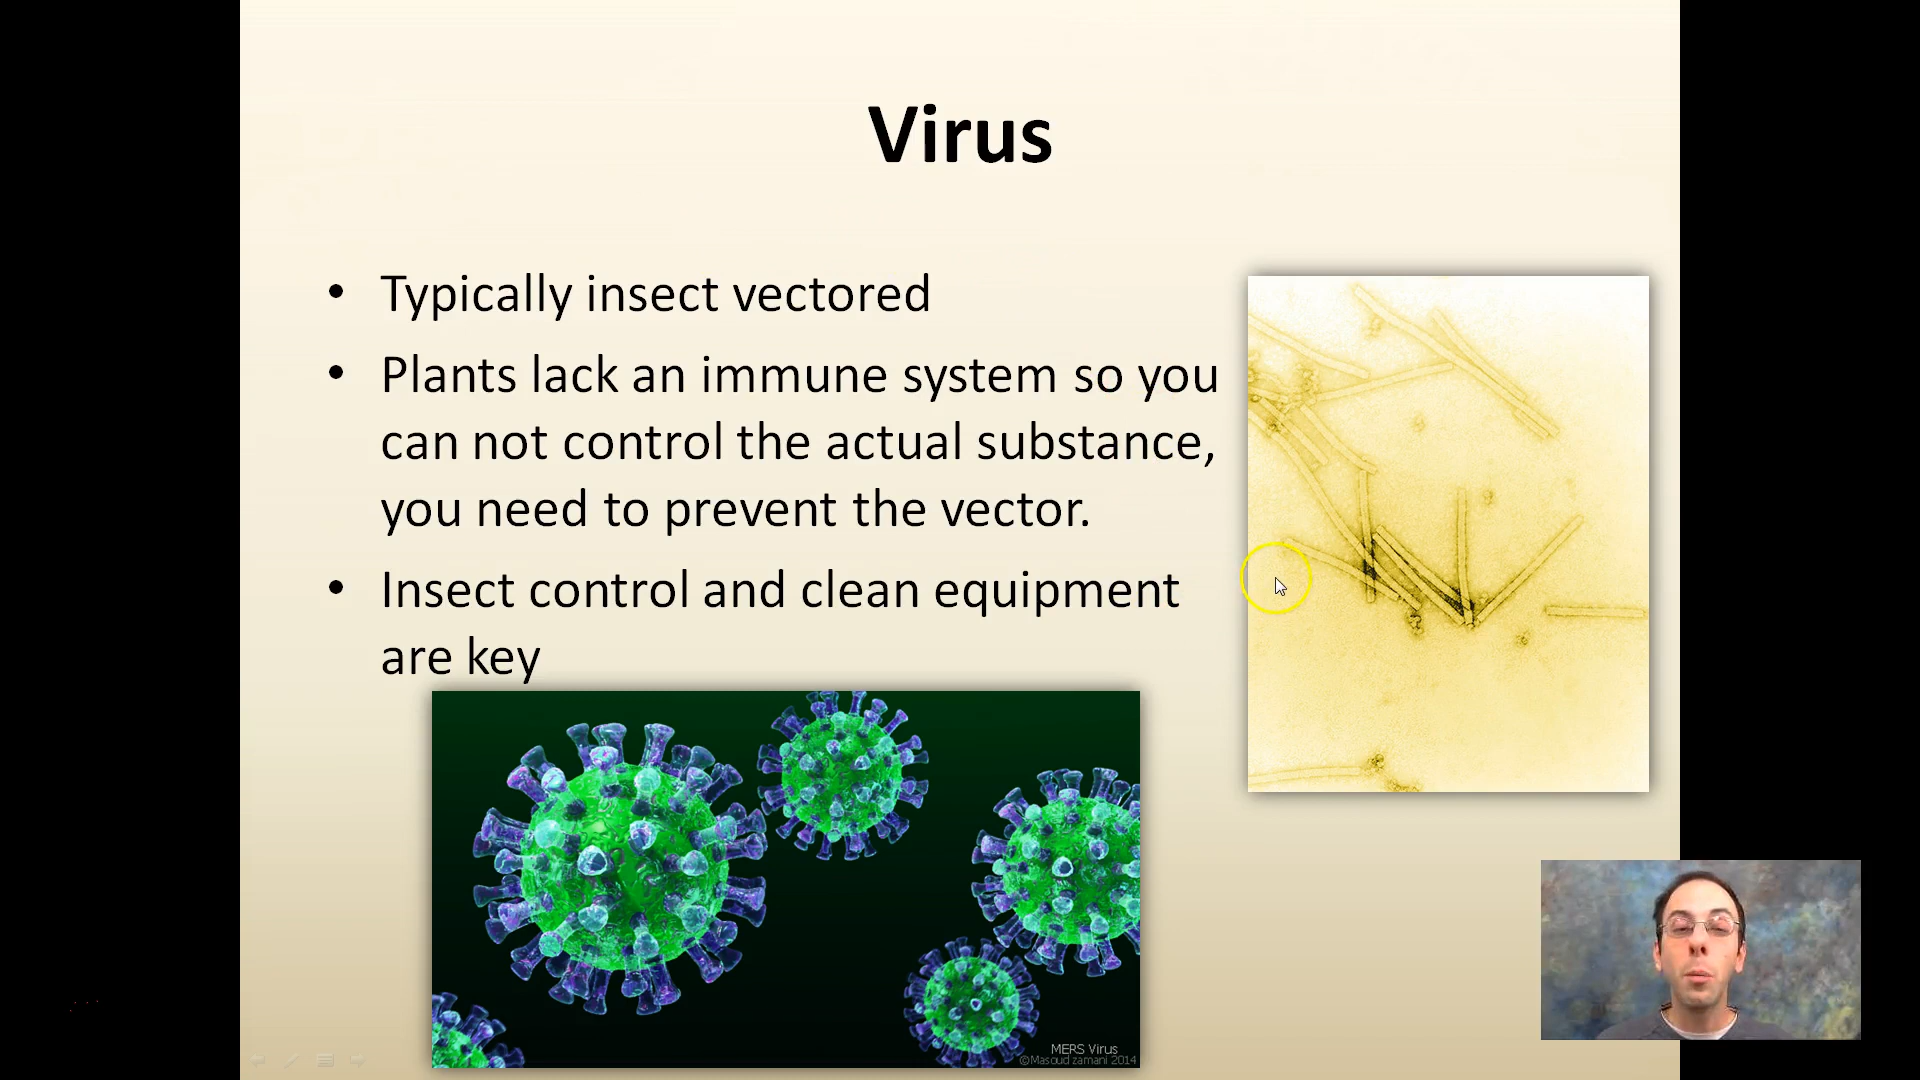 Virus
• Typically insect vectored
• Plants lack an immune system so you
can not control the actual substance,
you need to prevent the vector.
• Insect control and clean equipment
are key
MERS Virus
©Masoud zamani 2014